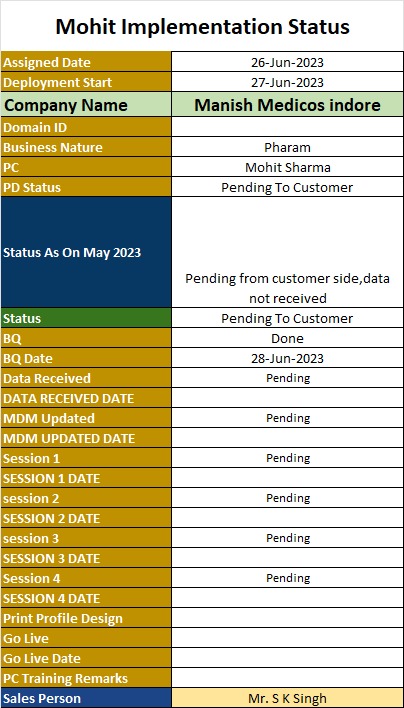 Mohit Implementation Status
Assigned Date 26-Jun-2023
Deployment Start 27-Jun-2023
Company Name Manish Medicos indore
Domain ID
Business Nature Pharam
PC Mohit Sharma
PD Status Pending To Customer
Status As On May 2023 Pending from customer side,data
not received
Status Pending To Customer
BQ Done
BQ Date 28-Jun-2023
Data Received Pending
DATA RECEIVED DATE
MDM Updated Pending
MDM UPDATED DATE
Session 1 Pending
SESSION 1 DATE
session 2 Pending
SESSION 2 DATE
session 3 Pending
SESSION 3 DATE
Session 4 Pending
SESSION 4 DATE
Print Profile Design
Go Live
Go Live Date
PC Training Remarks
Sales Person Mr. S K Singh